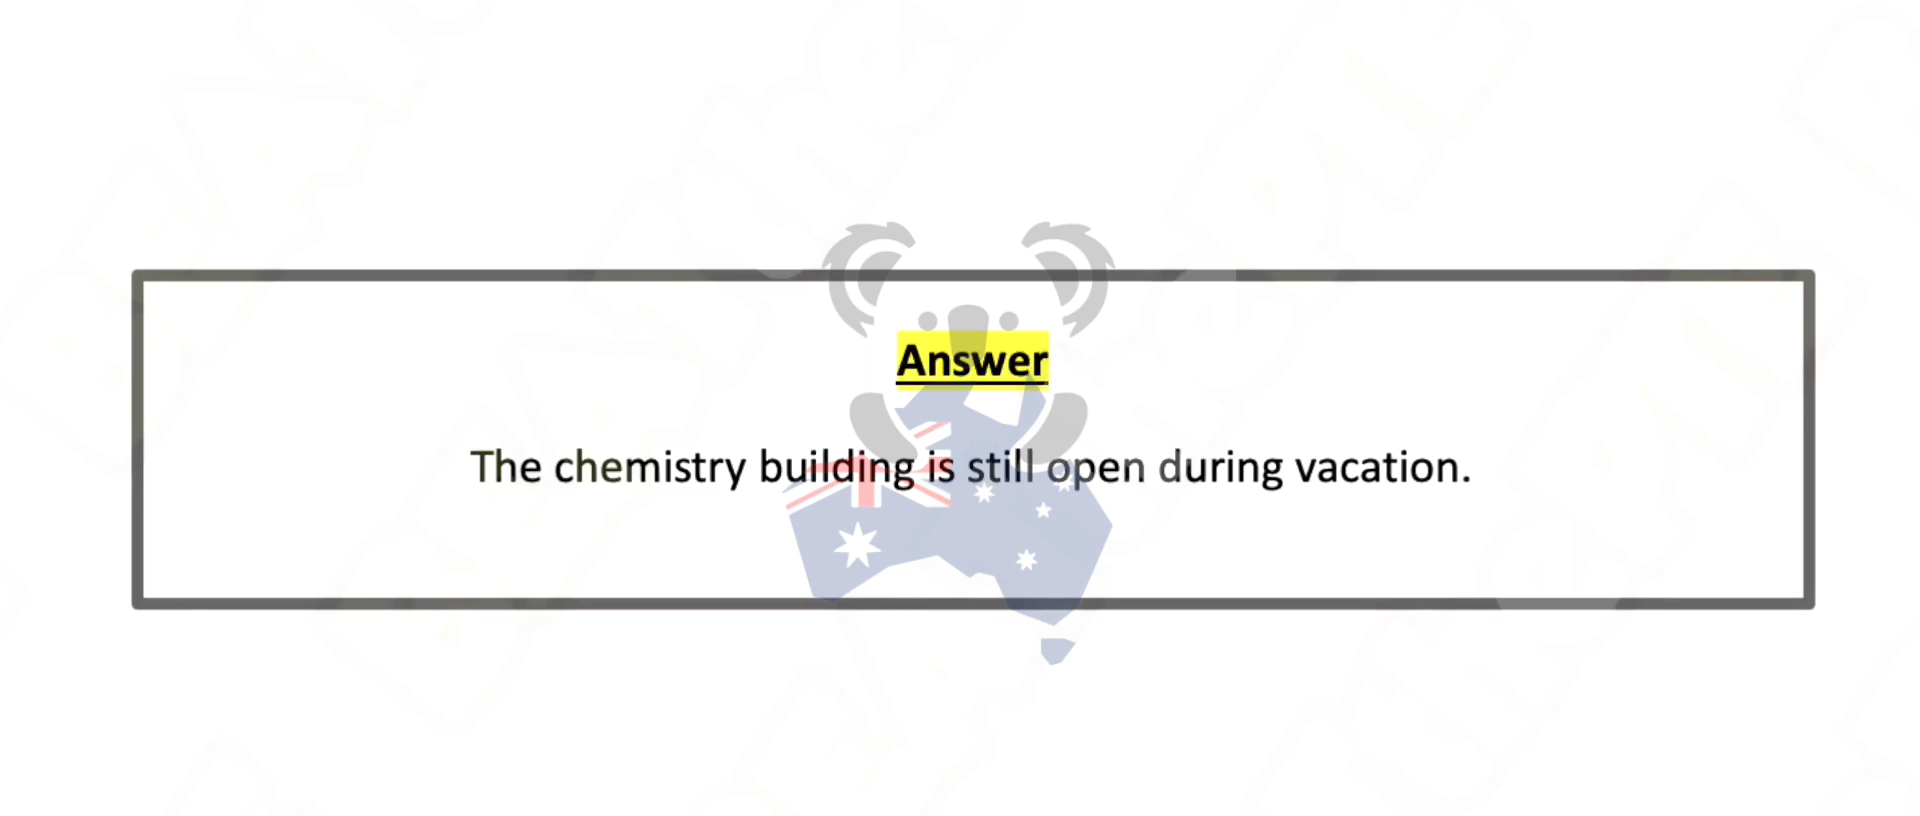 Answer
The chemistry building is still open during vacation.